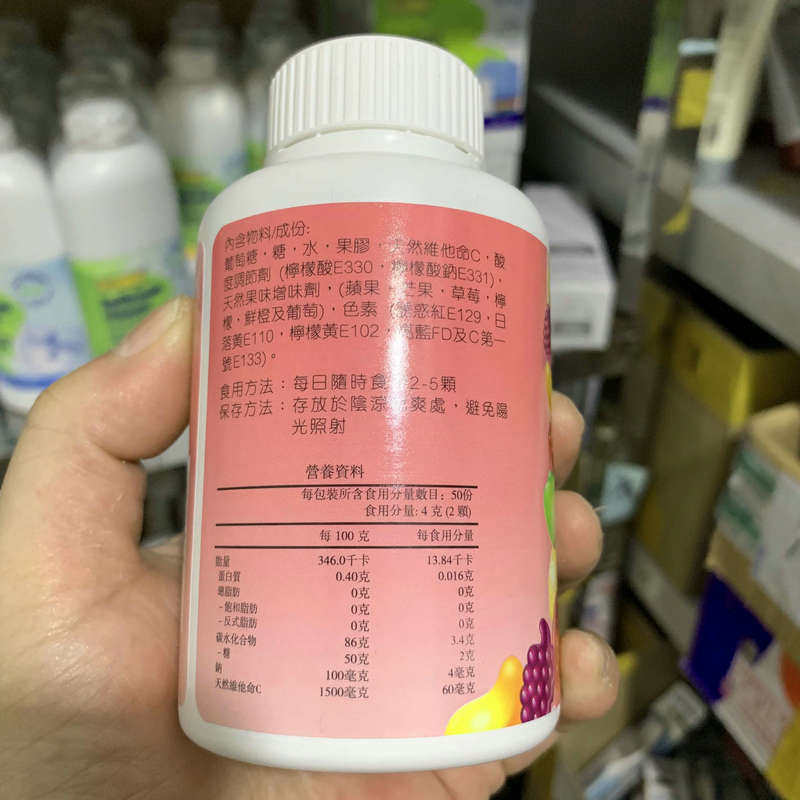 內含物料/成份:
葡萄糖，糖，水，果膠，天然維他命C，酸
度調節劑 (檸檬酸E330，檸檬酸鈉E331)，
天然果味增味劑，(蘋果，芒果，草莓，檸
檬，鮮橙及葡萄)，色素 (誘惑紅E129，日
落黃E110，檸檬黃E102，藍FD及C第一
號E133)。
食用方法：每日隨時食 2-5顆
保存方法：存放於陰涼 爽處，避免陽
光照射
營養資料
每包裝所含食用分量數目：50份
食用分量: 4 克 (2 顆)
每 100 克 每食用分量
能量 346.0千卡 13.84千卡
蛋白質 0.40克 0.016克
總脂肪 0克 0克
-飽和脂肪 0克 0克
-反式脂肪 0克 0克
碳水化合物 86克 3.4克
-糖 50克 2克
鈉 100毫克 4毫克
天然維他命C 1500毫克 60毫克